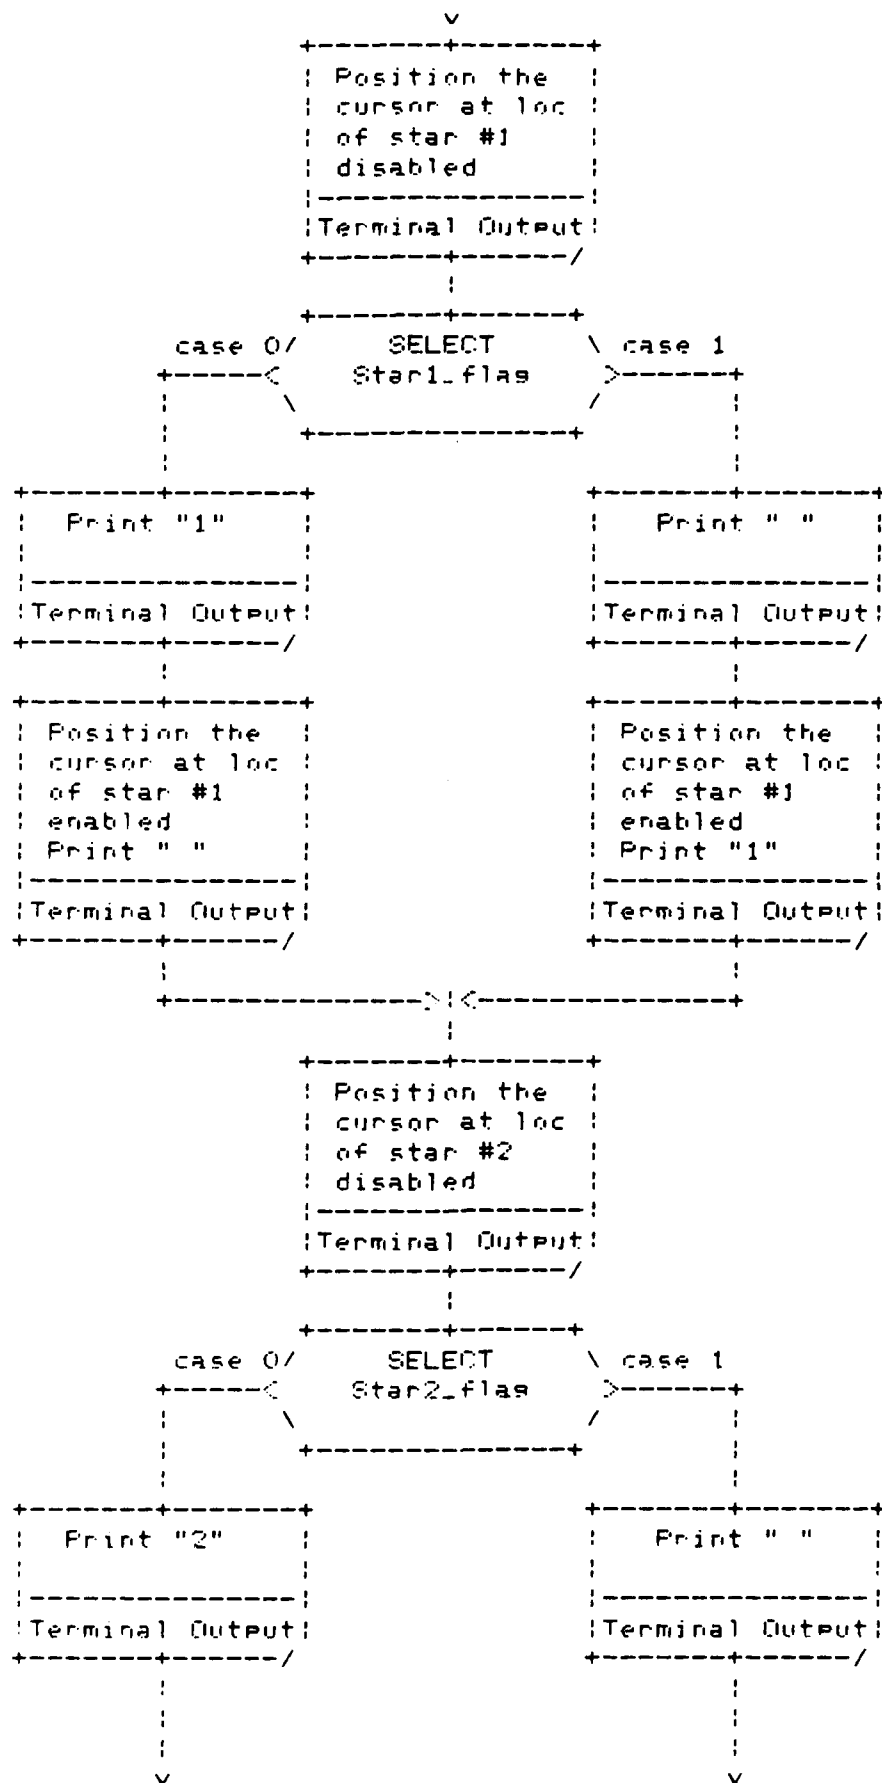 Position the
cursor at loc
of star #1
disabled
Terminal Output
case 0 SELECT case 1
Star1_flag
Print "1" Print " "
Terminal Output Terminal Output
Position the Position the
cursor at loc cursor at loc
of star #1 of star #1
enabled enabled
Print " " Print "1"
Terminal Output Terminal Output
Position the
cursor at loc
of star #2
disabled
Terminal Output
case 0 SELECT case 1
Star2_flag
Print "2" Print " "
Terminal Output Terminal Output